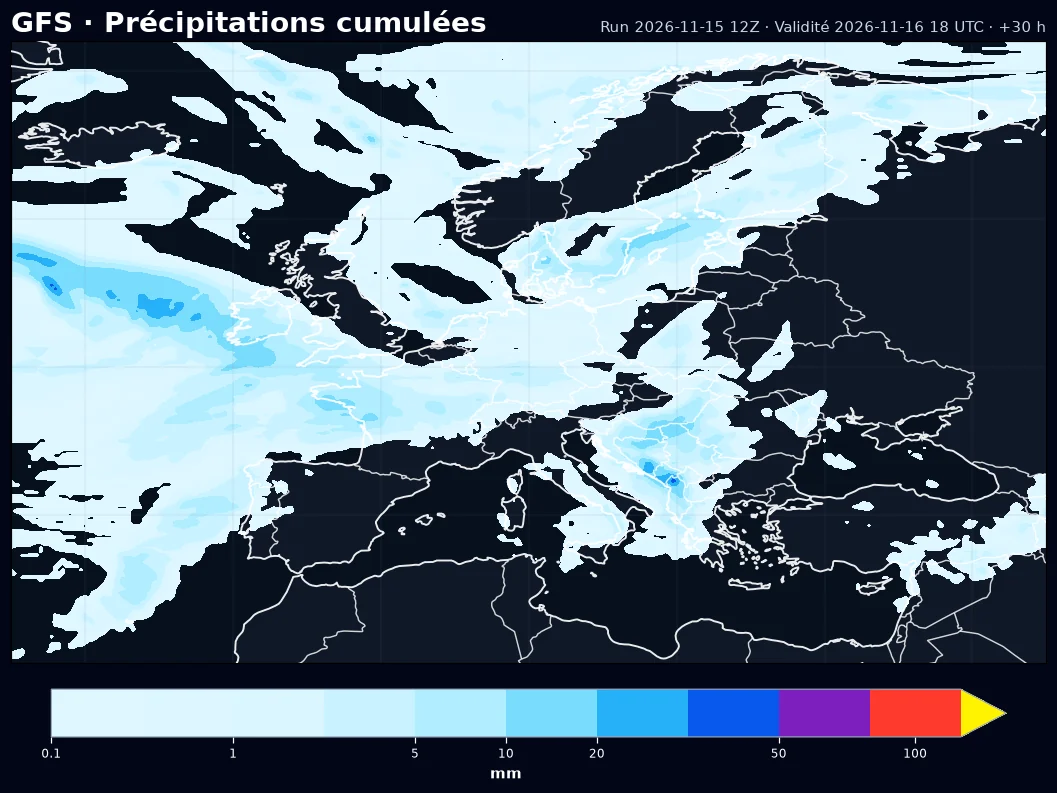 GFS · Précipitations cumulées
Run 2026-11-15 12Z · Validité 2026-11-16 18 UTC · +30 h
0.1 1 5 10 20 50 100
mm